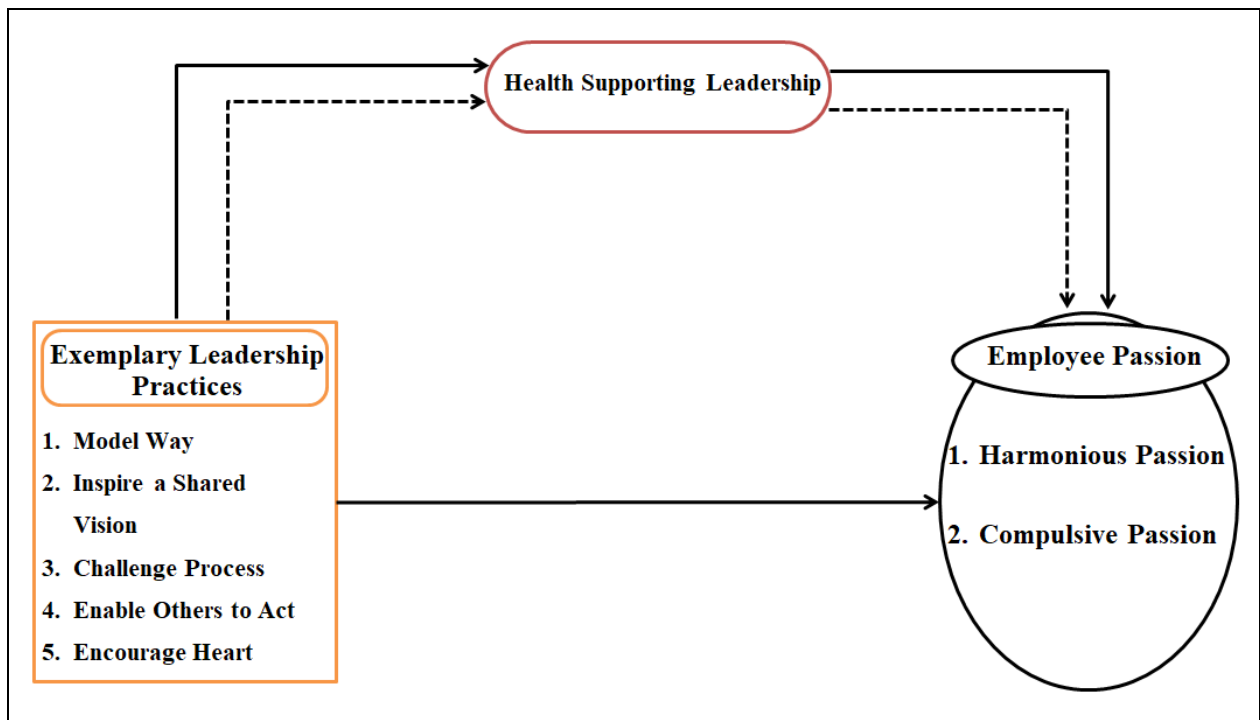 Health Supporting Leadership
Exemplary Leadership
Practices
1. Model Way
2. Inspire a Shared
Vision
3. Challenge Process
4. Enable Others to Act
5. Encourage Heart
Employee Passion
1. Harmonious Passion
2. Compulsive Passion